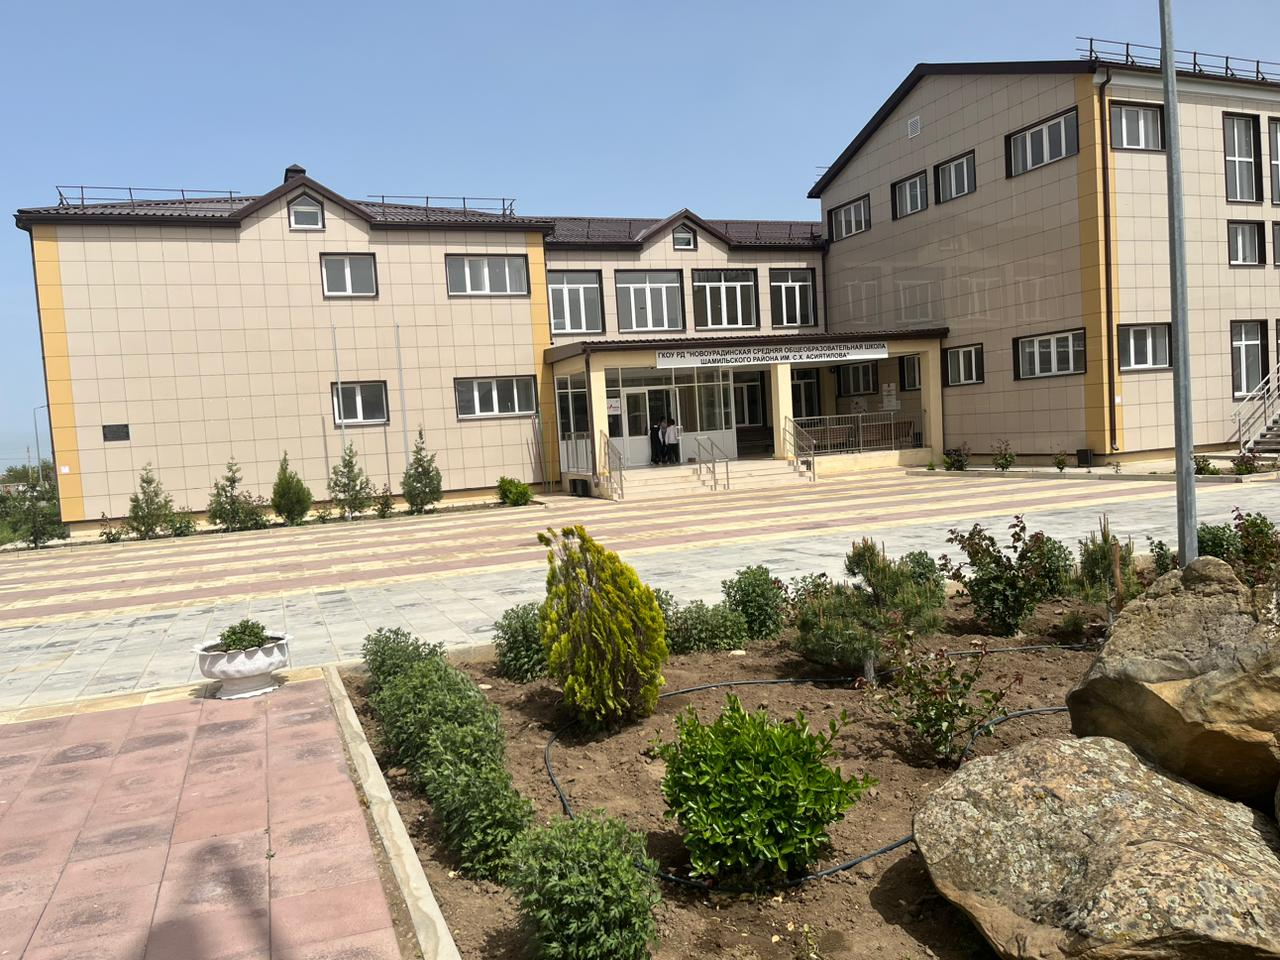 ГКОУ РД "НОВОУРАДИНСКАЯ СРЕДНЯЯ ОБЩЕОБРАЗОВАТЕЛЬНАЯ ШКОЛА
ШАМИЛЬСКОГО РАЙОНА ИМ. С.Х. АСИЯТИЛОВА"